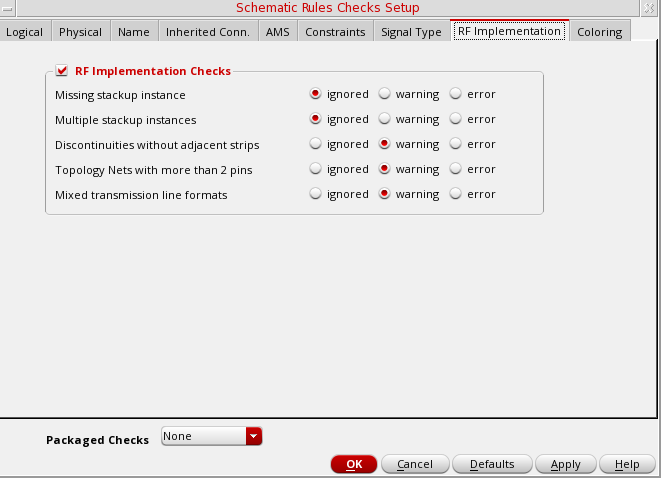 Schematic Rules Checks Setup
Logical Physical Name Inherited Conn. AMS Constraints Signal Type RF Implementation Coloring
RF Implementation Checks
Missing stackup instance ignored warning error
Multiple stackup instances ignored warning error
Discontinuities without adjacent strips ignored warning error
Topology Nets with more than 2 pins ignored warning error
Mixed transmission line formats ignored warning error
Packaged Checks None
OK Cancel Defaults Apply Help